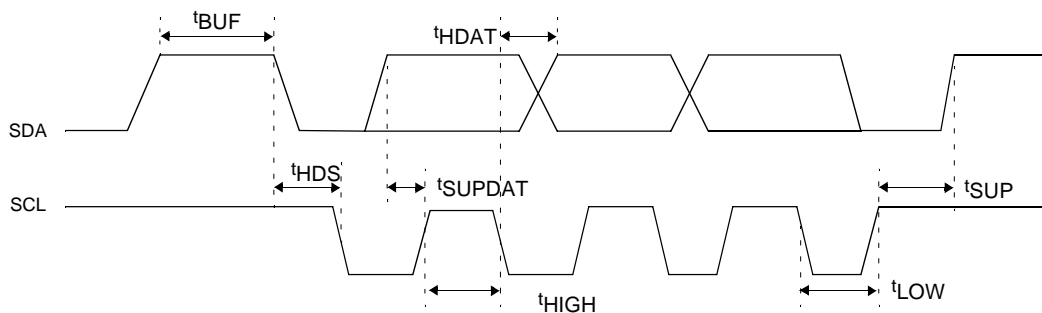 tBUF
tHDAT
SDA
tHDS
tSUPDAT
tSUP
SCL
tHIGH
tLOW